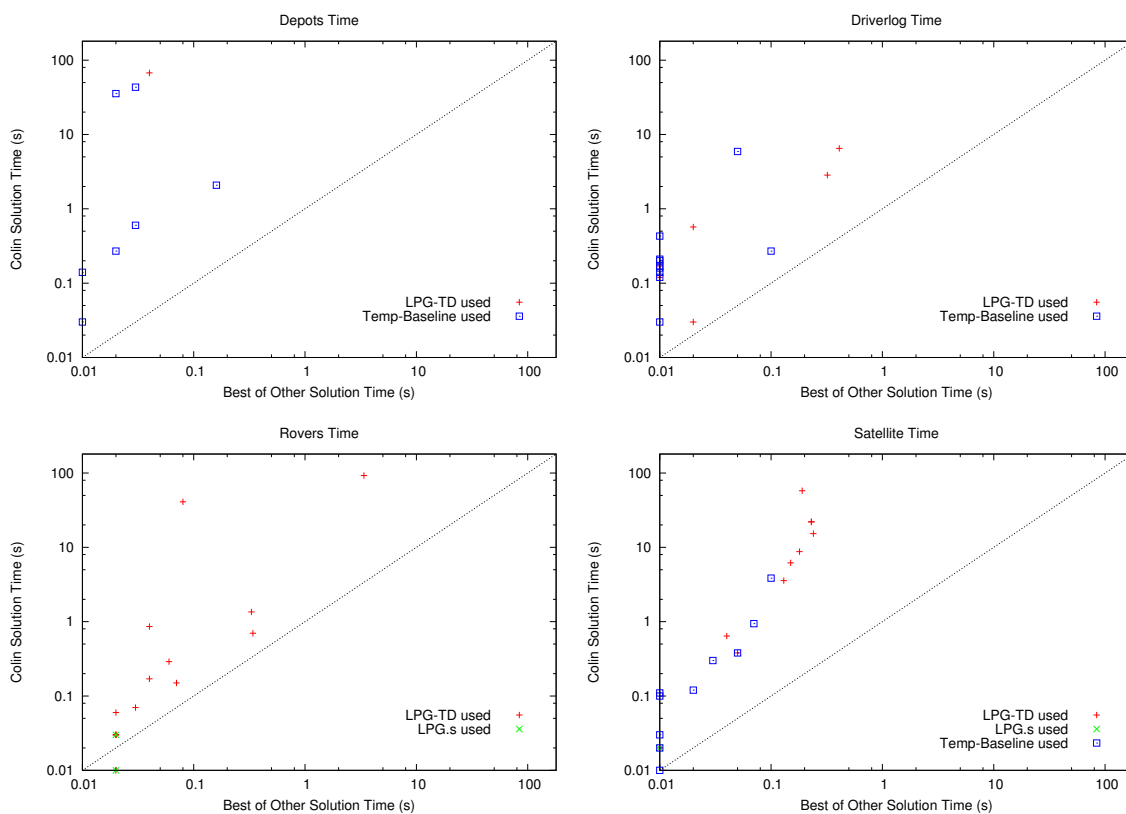 Depots Time
Colin Solution Time (s)
100
10
1
0.1
0.01
0.01 0.1 1 10 100
Best of Other Solution Time (s)
LPG-TD used
Temp-Baseline used
Driverlog Time
Colin Solution Time (s)
100
10
1
0.1
0.01
0.01 0.1 1 10 100
Best of Other Solution Time (s)
LPG-TD used
Temp-Baseline used
Rovers Time
Colin Solution Time (s)
100
10
1
0.1
0.01
0.01 0.1 1 10 100
Best of Other Solution Time (s)
LPG-TD used
LPG.s used
Satellite Time
Colin Solution Time (s)
100
10
1
0.1
0.01
0.01 0.1 1 10 100
Best of Other Solution Time (s)
LPG-TD used
LPG.s used
Temp-Baseline used